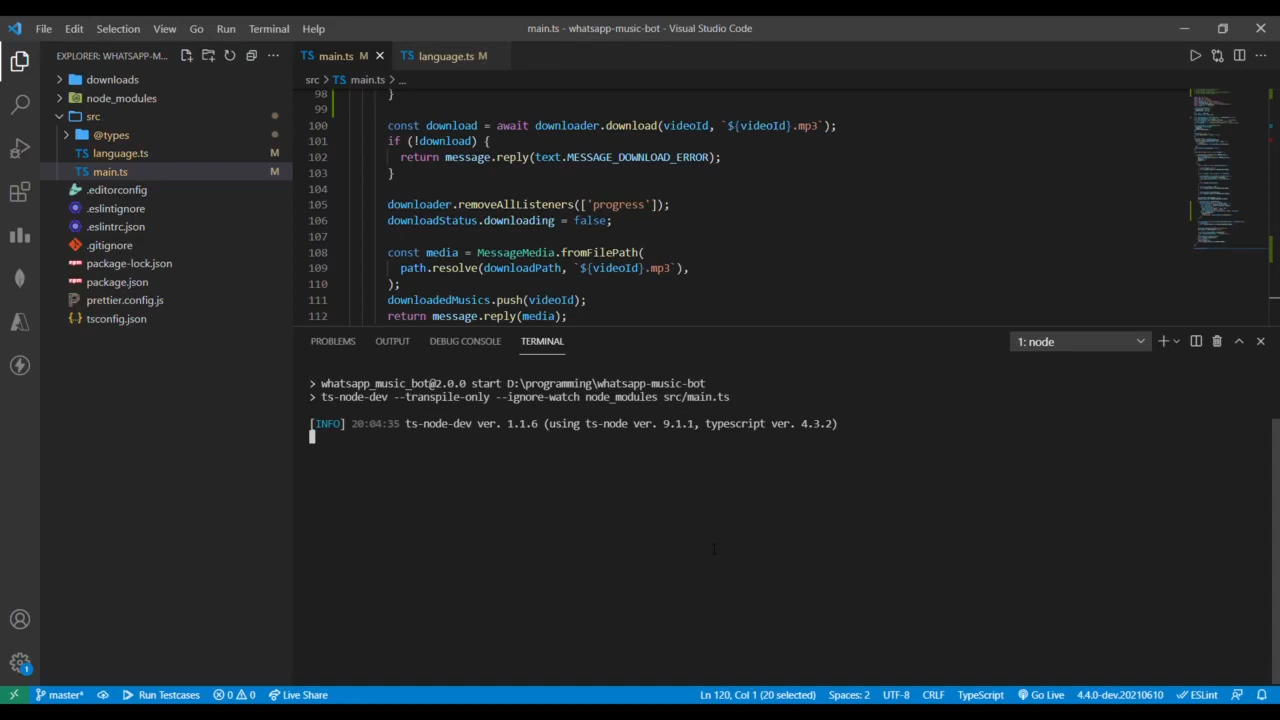 File Edit Selection View Go Run Terminal Help
main.ts - whatsapp-music-bot - Visual Studio Code
EXPLORER: WHATSAPP-M...
downloads
node_modules
src
@types
TS language.ts M
TS main.ts M
.editorconfig
.eslintignore
.eslintrc.json
.gitignore
package-lock.json
package.json
prettier.config.js
tsconfig.json
TS main.ts M
TS language.ts M
src > TS main.ts > ...
98 }
99
100 const download = await downloader.download(videoId, `${videoId}.mp3`);
101 if (!download) {
102 return message.reply(text.MESSAGE_DOWNLOAD_ERROR);
103 }
104
105 downloader.removeAllListeners(['progress']);
106 downloadStatus.downloading = false;
107
108 const media = MessageMedia.fromFilePath(
109 path.resolve(downloadPath, `${videoId}.mp3`),
110 );
111 downloadedMusics.push(videoId);
112 return message.reply(media);
PROBLEMS OUTPUT DEBUG CONSOLE TERMINAL
1: node
> whatsapp_music_bot@2.0.0 start D:\programming\whatsapp-music-bot
> ts-node-dev --transpile-only --ignore-watch node_modules src/main.ts
[INFO] 20:04:35 ts-node-dev ver. 1.1.6 (using ts-node ver. 9.1.1, typescript ver. 4.3.2)
1
master* Run Testcases 0 0 Live Share
Ln 120, Col 1 (20 selected) Spaces: 2 UTF-8 CRLF TypeScript Go Live 4.4.0-dev.20210610 ESLint